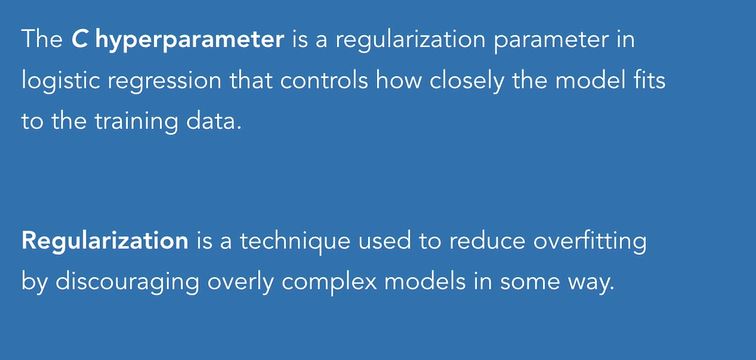 The C hyperparameter is a regularization parameter in
logistic regression that controls how closely the model fits
to the training data.
Regularization is a technique used to reduce overfitting
by discouraging overly complex models in some way.